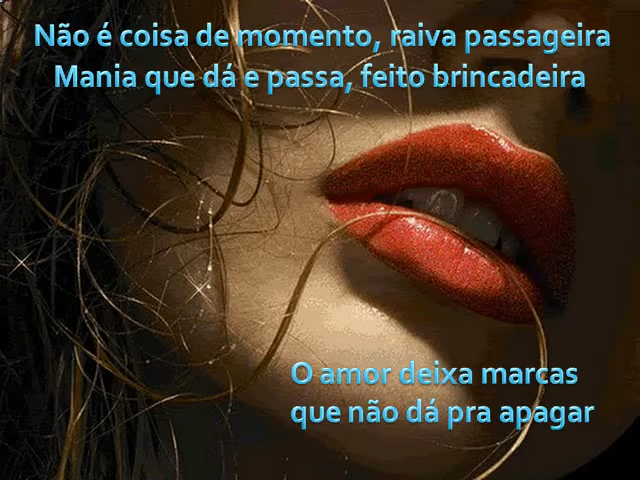 Não é coisa de momento, raiva passageira
Mania que dá e passa, feito brincadeira
O amor deixa marcas
que não dá pra apagar